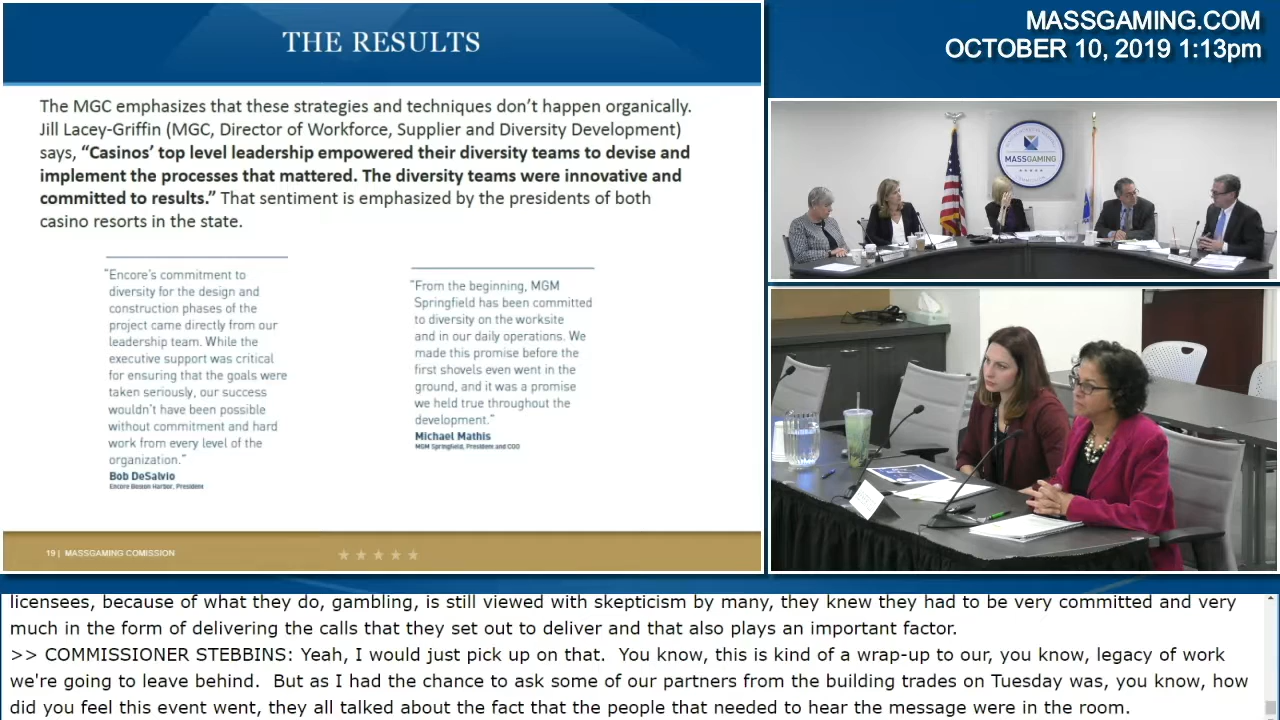 THE RESULTS
The MGC emphasizes that these strategies and techniques don't happen organically.
Jill Lacey-Griffin (MGC, Director of Workforce, Supplier and Diversity Development)
says, “Casinos’ top level leadership empowered their diversity teams to devise and
implement the processes that mattered. The diversity teams were innovative and
committed to results.” That sentiment is emphasized by the presidents of both
casino resorts in the state.
“Encore's commitment to
diversity for the design and
construction phases of the
project came directly from our
leadership team. While the
executive support was critical
for ensuring that the goals were
taken seriously, our success
wouldn't have been possible
without commitment and hard
work from every level of the
organization.”
Bob DeSalvio
Encore Boston Harbor, President
“From the beginning, MGM
Springfield has been committed
to diversity on the worksite
and in our daily operations. We
made this promise before the
first shovels even went in the
ground, and it was a promise
we held true throughout the
development.”
Michael Mathis
MGM Springfield, President and COO
19 | MASSGAMING COMISSION
MASSGAMING.COM
OCTOBER 10, 2019 1:13pm
MASSGAMING
licensees, because of what they do, gambling, is still viewed with skepticism by many, they knew they had to be very committed and very
much in the form of delivering the calls that they set out to deliver and that also plays an important factor.
>> COMMISSIONER STEBBINS: Yeah, I would just pick up on that.  You know, this is kind of a wrap-up to our, you know, legacy of work
we're going to leave behind.  But as I had the chance to ask some of our partners from the building trades on Tuesday was, you know, how
did you feel this event went, they all talked about the fact that the people that needed to hear the message were in the room.